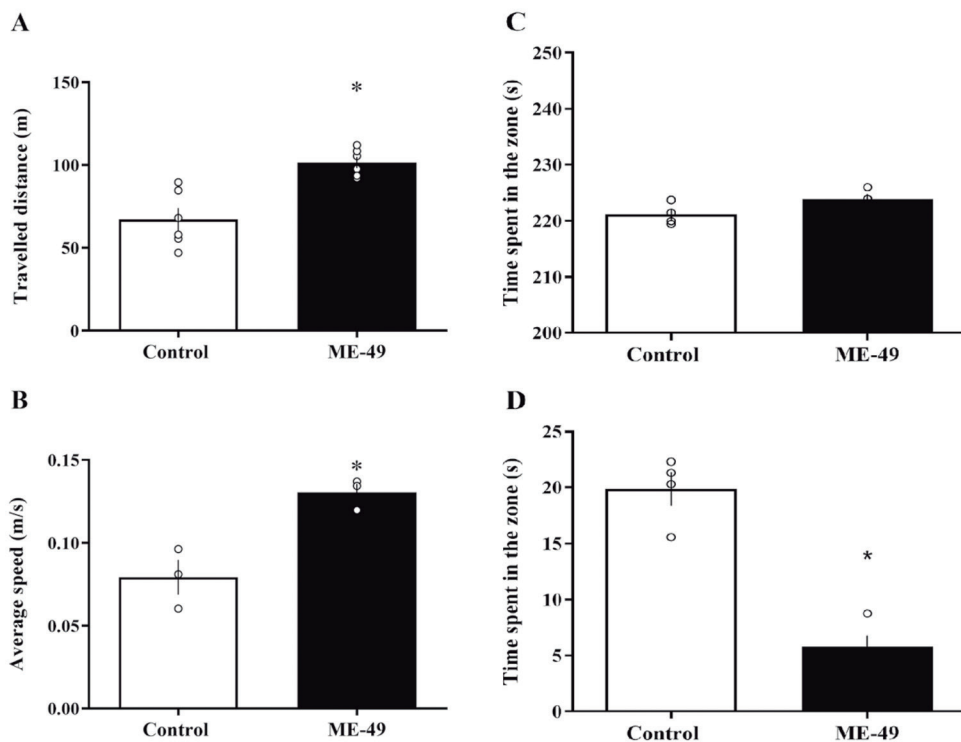 A
Travelled distance (m)
150
100
50
0
*
Control
ME-49
B
Average speed (m/s)
0.15
0.10
0.05
0.00
*
Control
ME-49
C
Time spent in the zone (s)
250
240
230
220
210
200
Control
ME-49
D
Time spent in the zone (s)
25
20
15
10
5
0
*
Control
ME-49